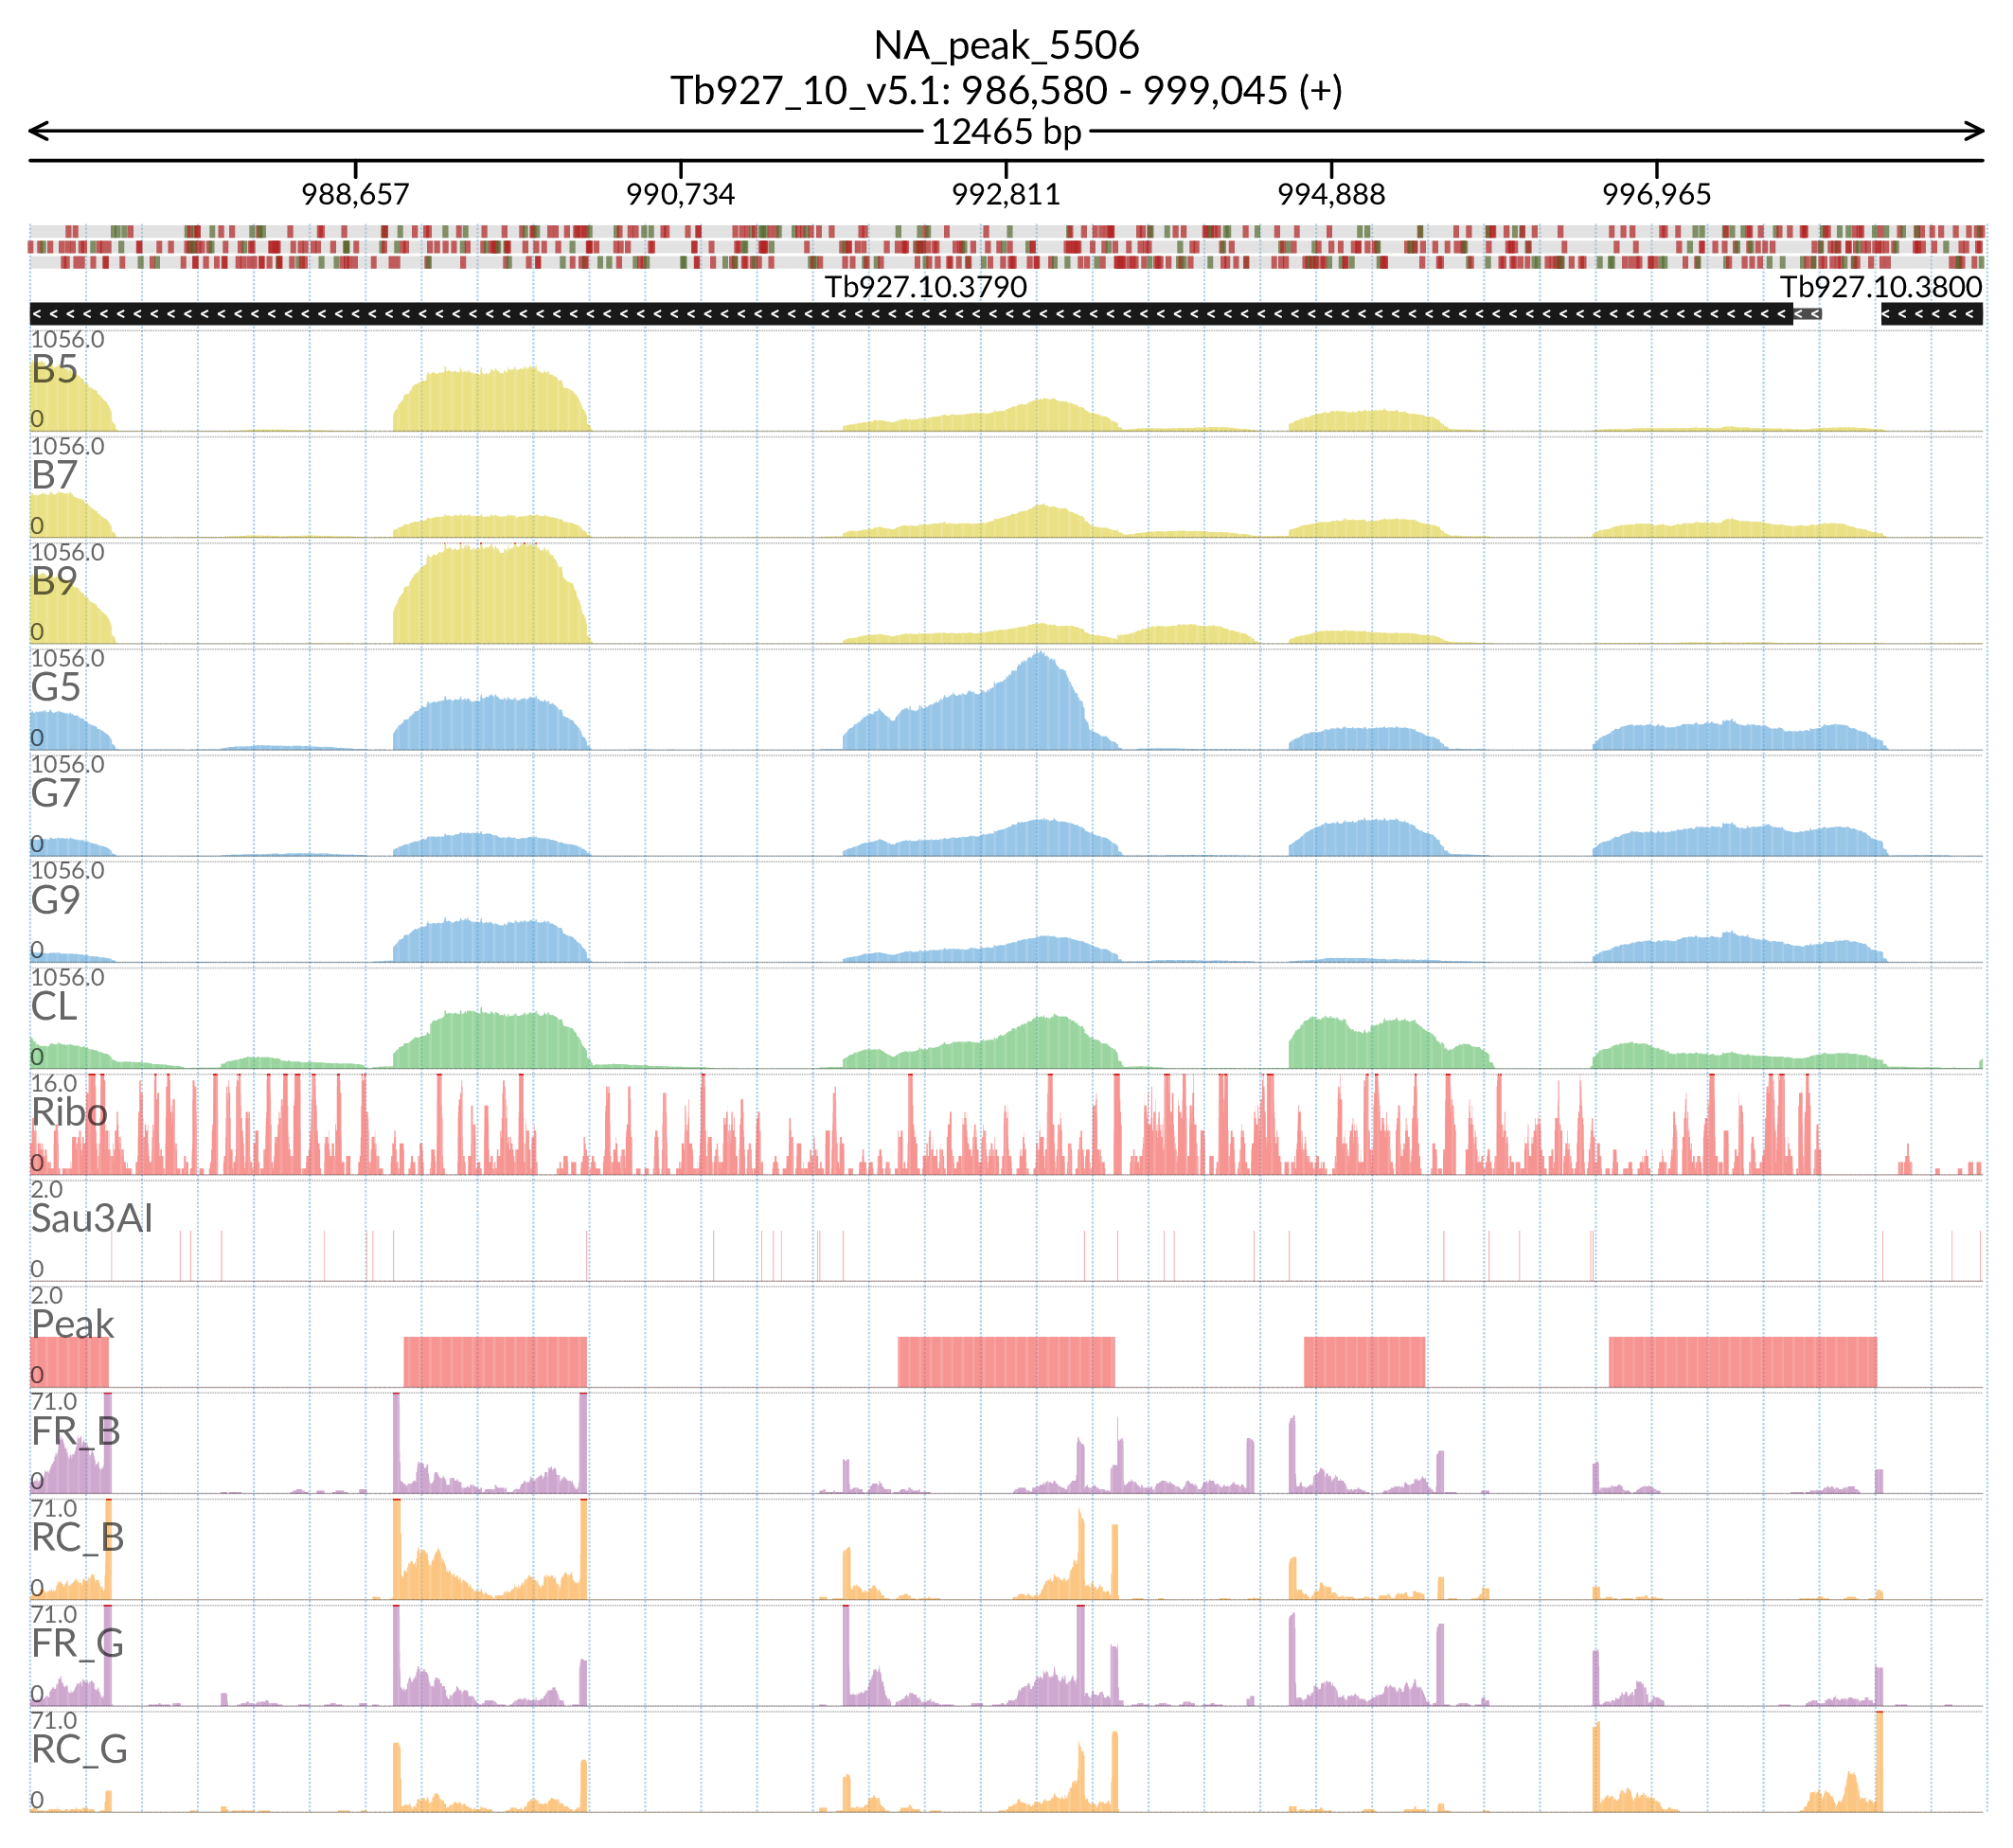 NA_peak_5506
Tb927_10_v5.1: 986,580 - 999,045 (+)
12465 bp
988,657 990,734 992,811 994,888 996,965
Tb927.10.3790 Tb927.10.3800
1056.0
B5
0
1056.0
B7
0
1056.0
B9
0
1056.0
G5
0
1056.0
G7
0
1056.0
G9
0
1056.0
CL
0
16.0
Ribo
0
2.0
Sau3AI
0
2.0
Peak
0
71.0
FR_B
0
71.0
RC_B
0
71.0
FR_G
0
71.0
RC_G
0